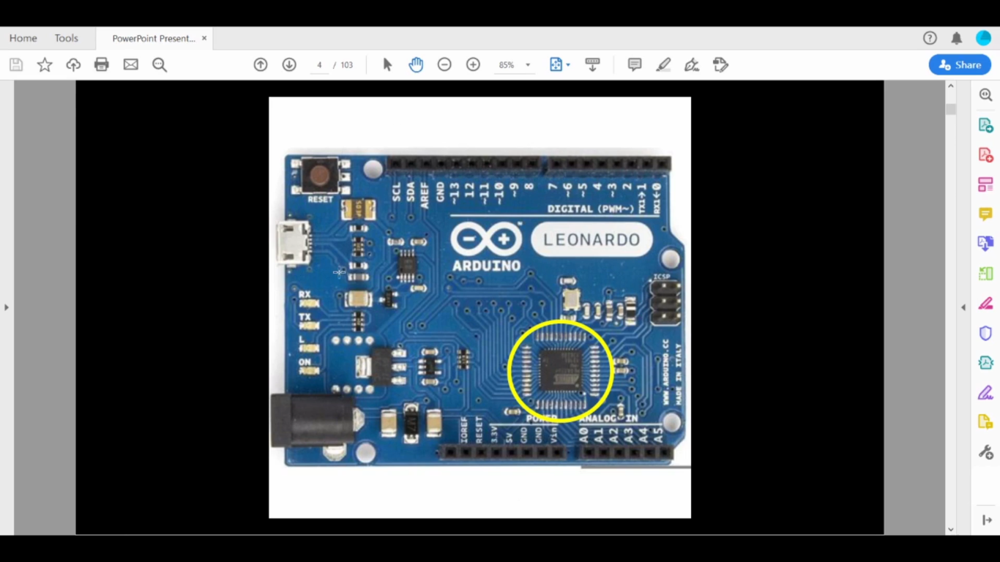 Home Tools PowerPoint Present... ×
4 / 103 85% Share
RESET
SCL SDA AREF GND ~13 12 ~11 ~10 ~9 8 7 ~6 ~5 4 ~3 2 TX1→1 RX1←0
DIGITAL (PWM~)
LEONARDO
ARDUINO
ICSP
RX
TX
L
ON
WWW.ARDUINO.CC
MADE IN ITALY
POWER ANALOG IN
IOREF RESET 3.3V 5V GND GND Vin A0 A1 A2 A3 A4 A5